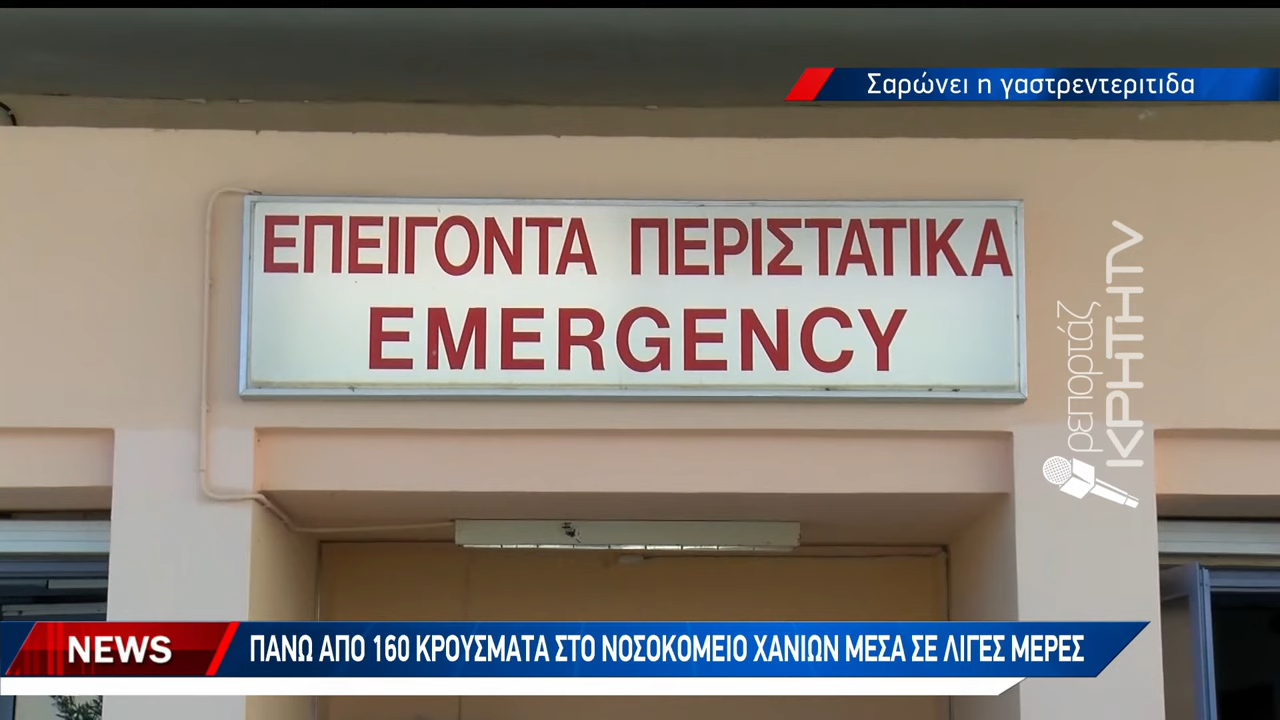 Σαρώνει η γαστρεντεριτιδα
ΕΠΕΙΓΟΝΤΑ ΠΕΡΙΣΤΑΤΙΚΑ
EMERGENCY
ρεπορτάζ
ΚΡΗΤΗTV
NEWS
ΠΑΝΩ ΑΠΟ 160 ΚΡΟΥΣΜΑΤΑ ΣΤΟ ΝΟΣΟΚΟΜΕΙΟ ΧΑΝΙΩΝ ΜΕΣΑ ΣΕ ΛΙΓΕΣ ΜΕΡΕΣ